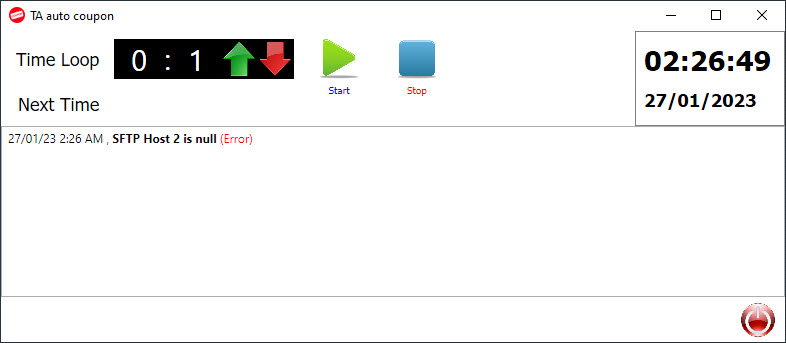 TA auto coupon
Time Loop 0 : 1
Start
Stop
02:26:49
27/01/2023
Next Time
27/01/23 2:26 AM , SFTP Host 2 is null (Error)